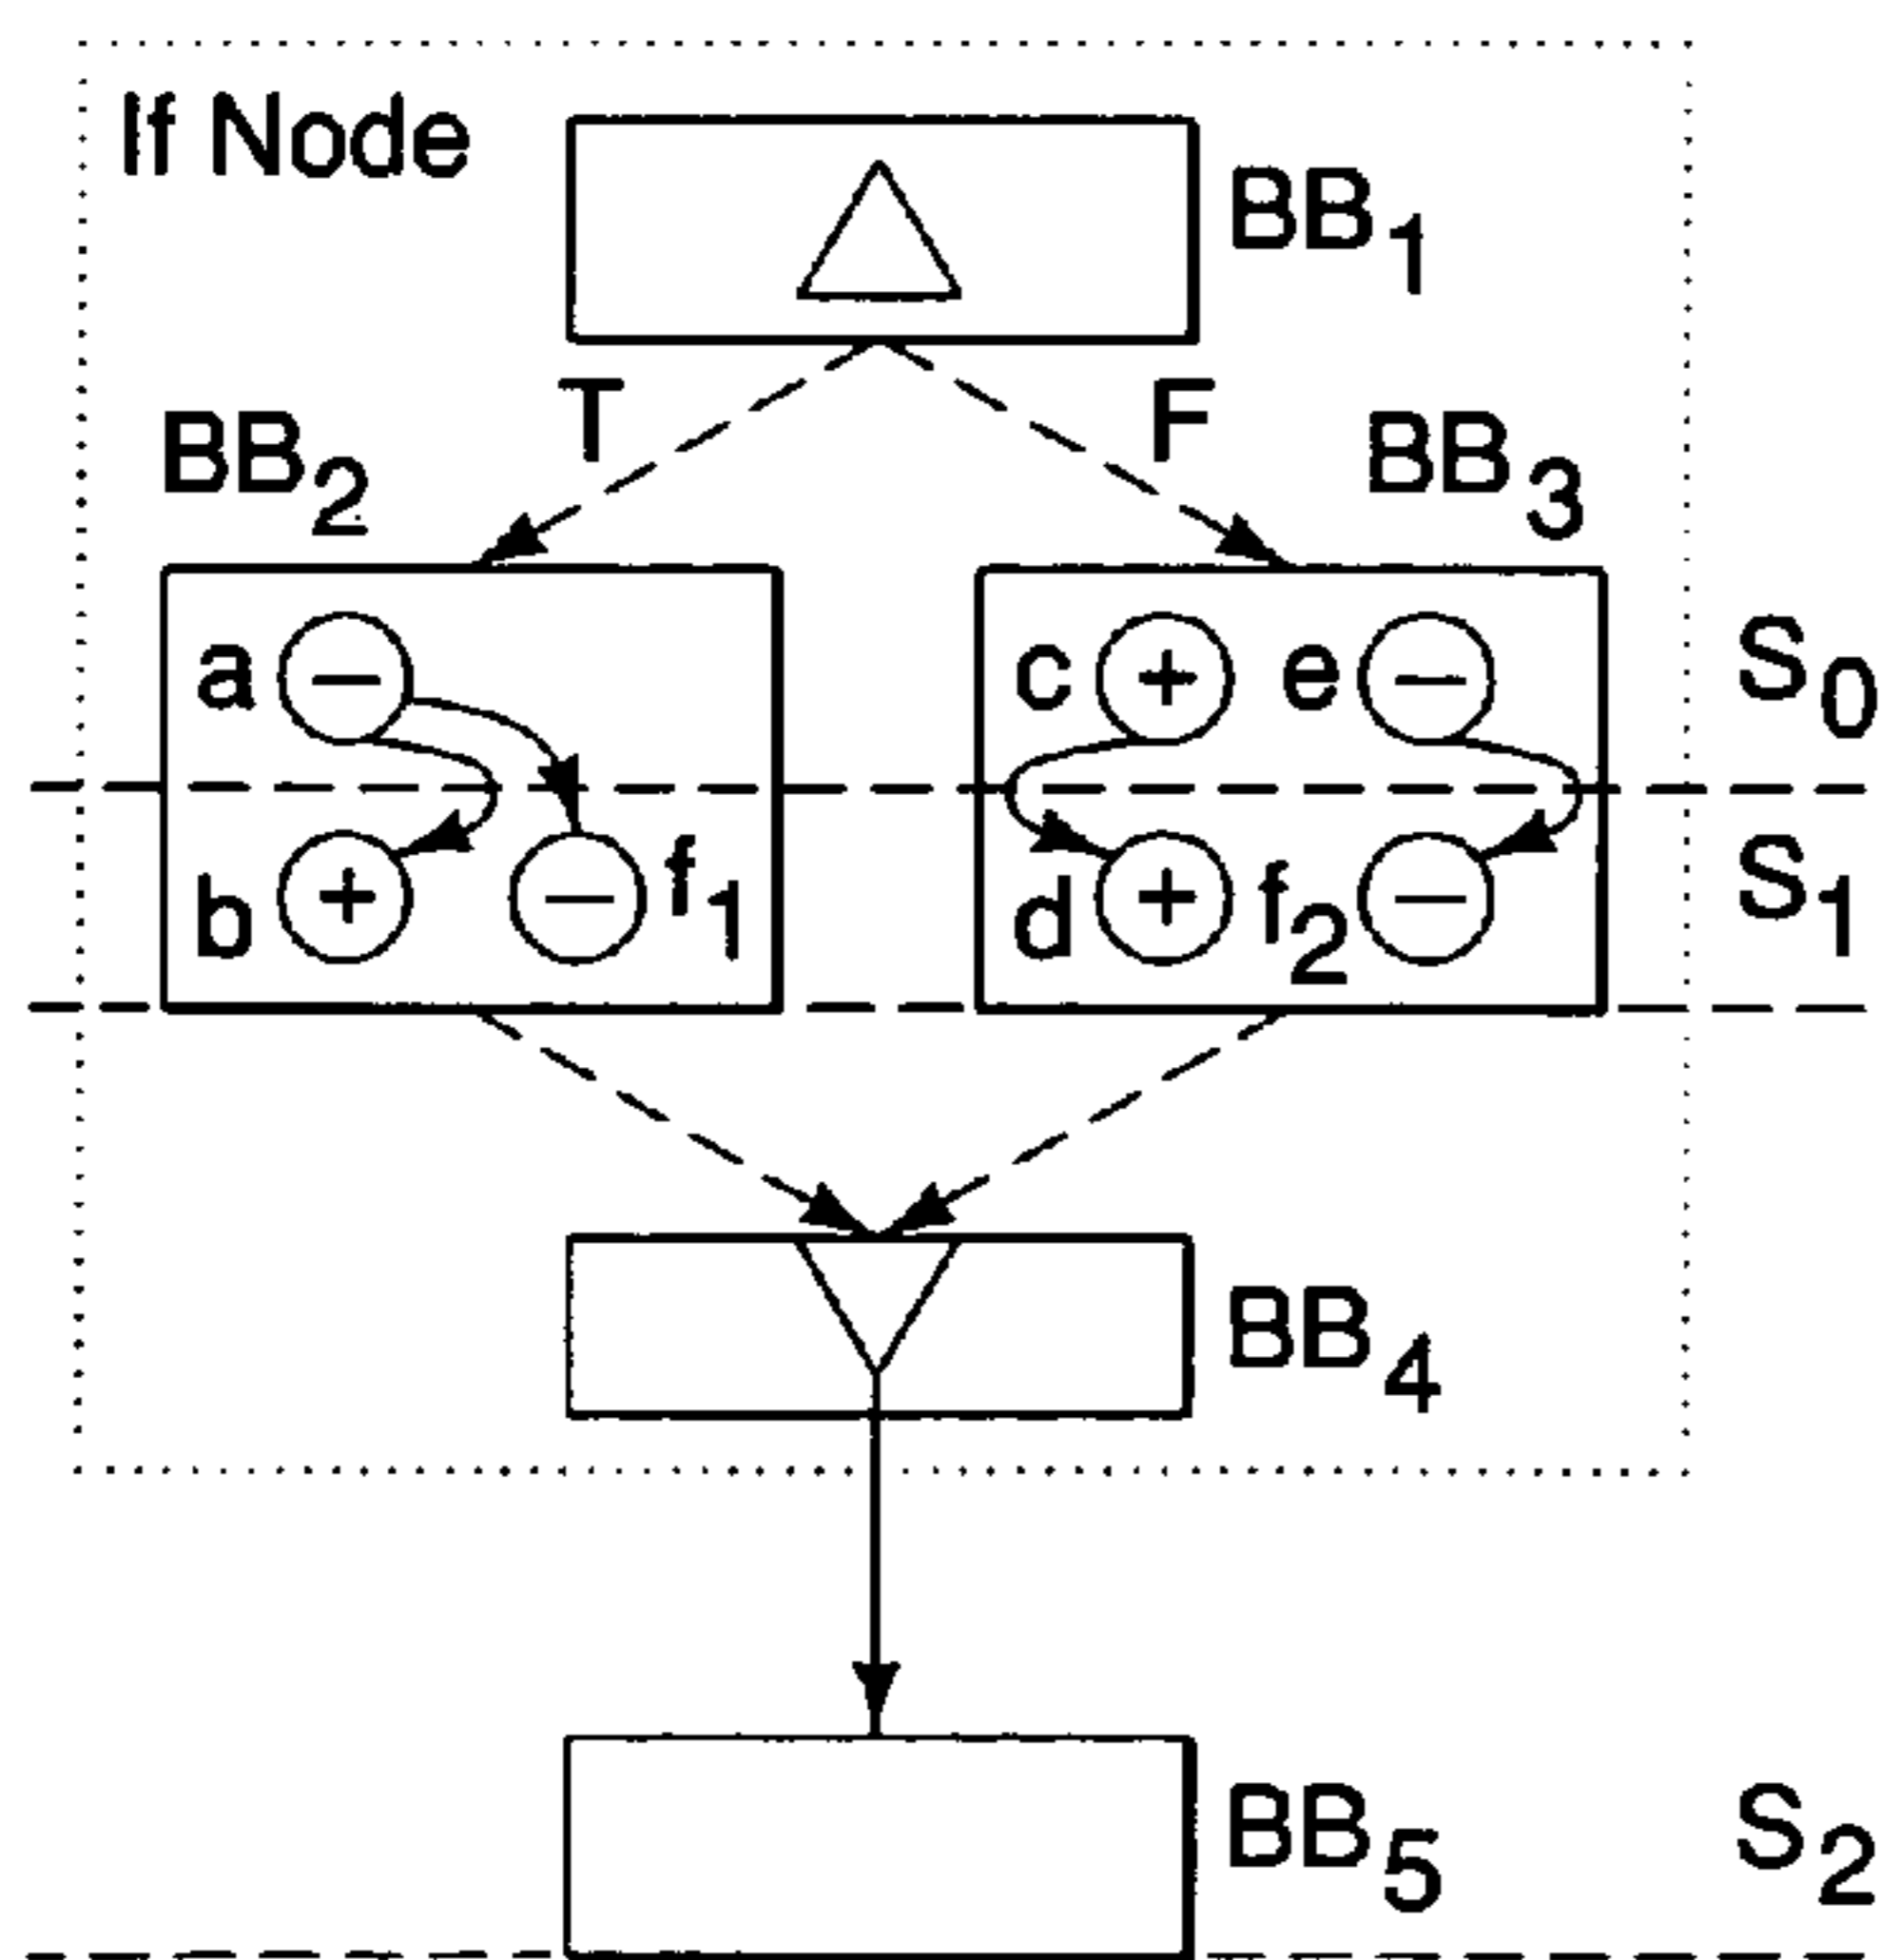 If Node
BB1
T F
BB2 BB3
a − c + e − S0
b + − f1 d + f2 − S1
BB4
BB5 S2